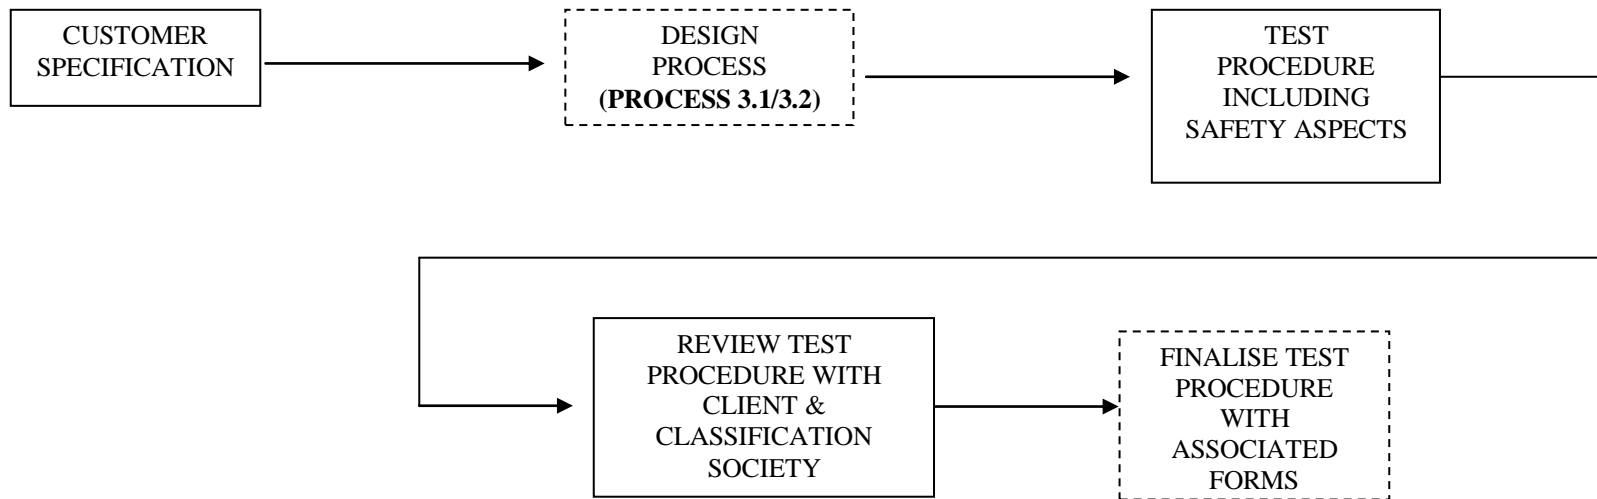 CUSTOMER
SPECIFICATION
DESIGN
PROCESS
(PROCESS 3.1/3.2)
TEST
PROCEDURE
INCLUDING
SAFETY ASPECTS
REVIEW TEST
PROCEDURE WITH
CLIENT &
CLASSIFICATION
SOCIETY
FINALISE TEST
PROCEDURE
WITH
ASSOCIATED
FORMS